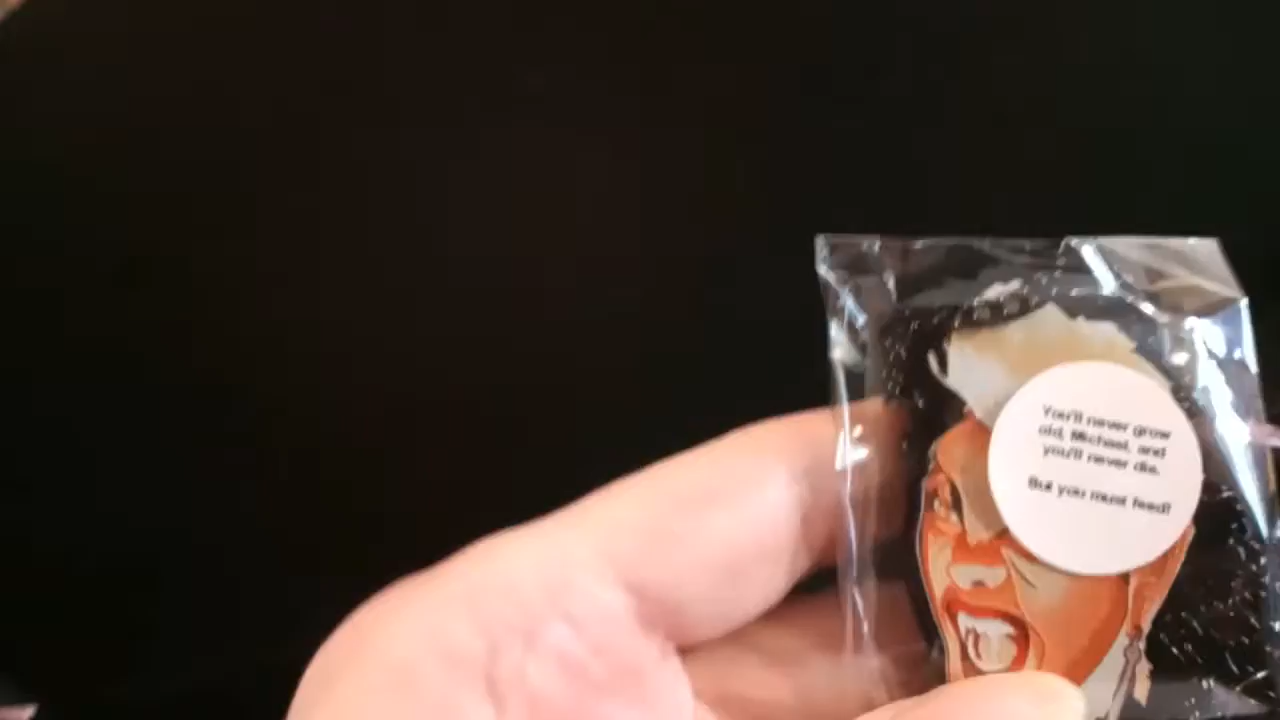 You'll never grow
old, Michael, and
you'll never die.
But you must feed!